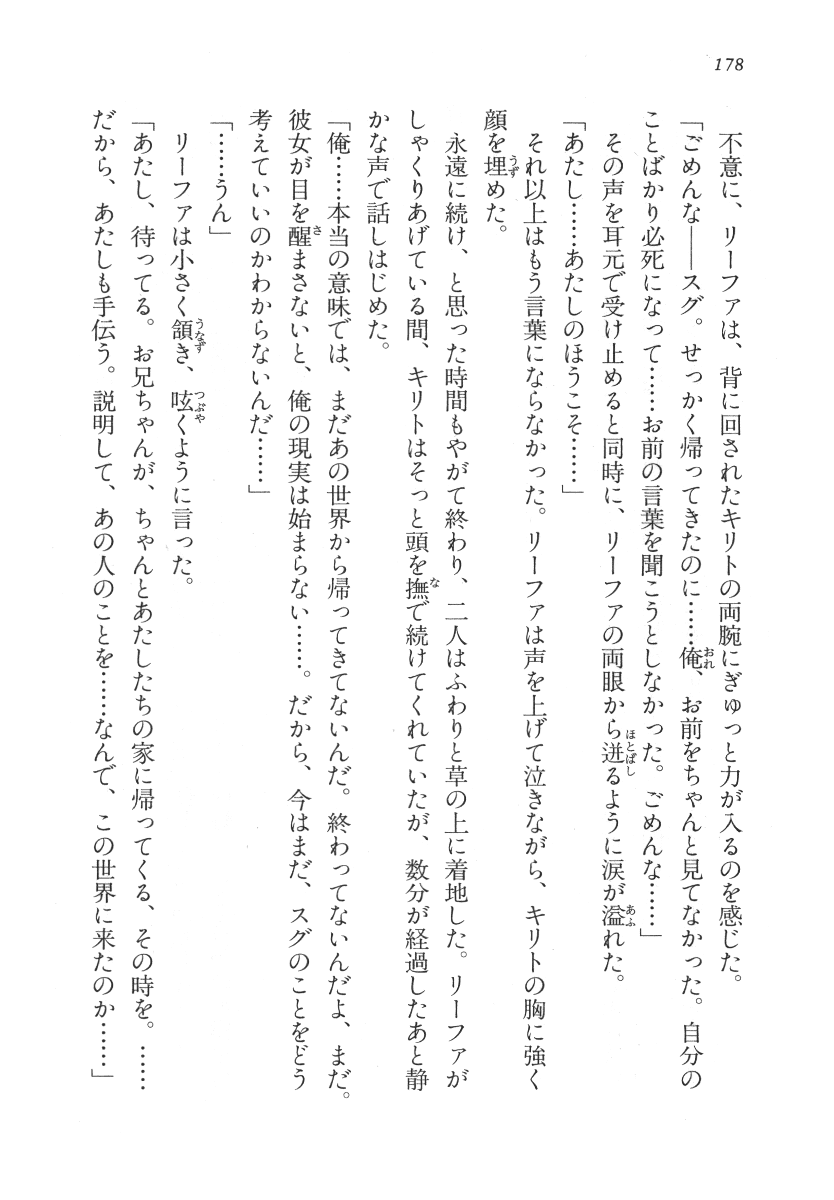 178
不意に、リーファは、背に回されたキリトの両腕にぎゅっと力が入るのを感じた。
「ごめんな――スグ。せっかく帰ってきたのに……俺、お前をちゃんと見てなかった。自分の
ことばかり必死になって……お前の言葉を聞こうとしなかった。ごめんな……」
その声を耳元で受け止めると同時に、リーファの両眼から迸るように涙が溢れた。
「あたし……あたしのほうこそ……」
それ以上はもう言葉にならなかった。リーファは声を上げて泣きながら、キリトの胸に強く
顔を埋めた。
永遠に続け、と思った時間もやがて終わり、二人はふわりと草の上に着地した。リーファが
しゃくりあげている間、キリトはそっと頭を撫で続けてくれていたが、数分が経過したあと静
かな声で話しはじめた。
「俺……本当の意味では、まだあの世界から帰ってきてないんだ。終わってないんだよ、まだ。
彼女が目を醒まさないと、俺の現実は始まらない……。だから、今はまだ、スグのことをどう
考えていいのかわからないんだ……」
「……うん」
リーファは小さく頷き、呟くように言った。
「あたし、待ってる。お兄ちゃんが、ちゃんとあたしたちの家に帰ってくる、その時を。……
だから、あたしも手伝う。説明して、あの人のことを……なんで、この世界に来たのか……」